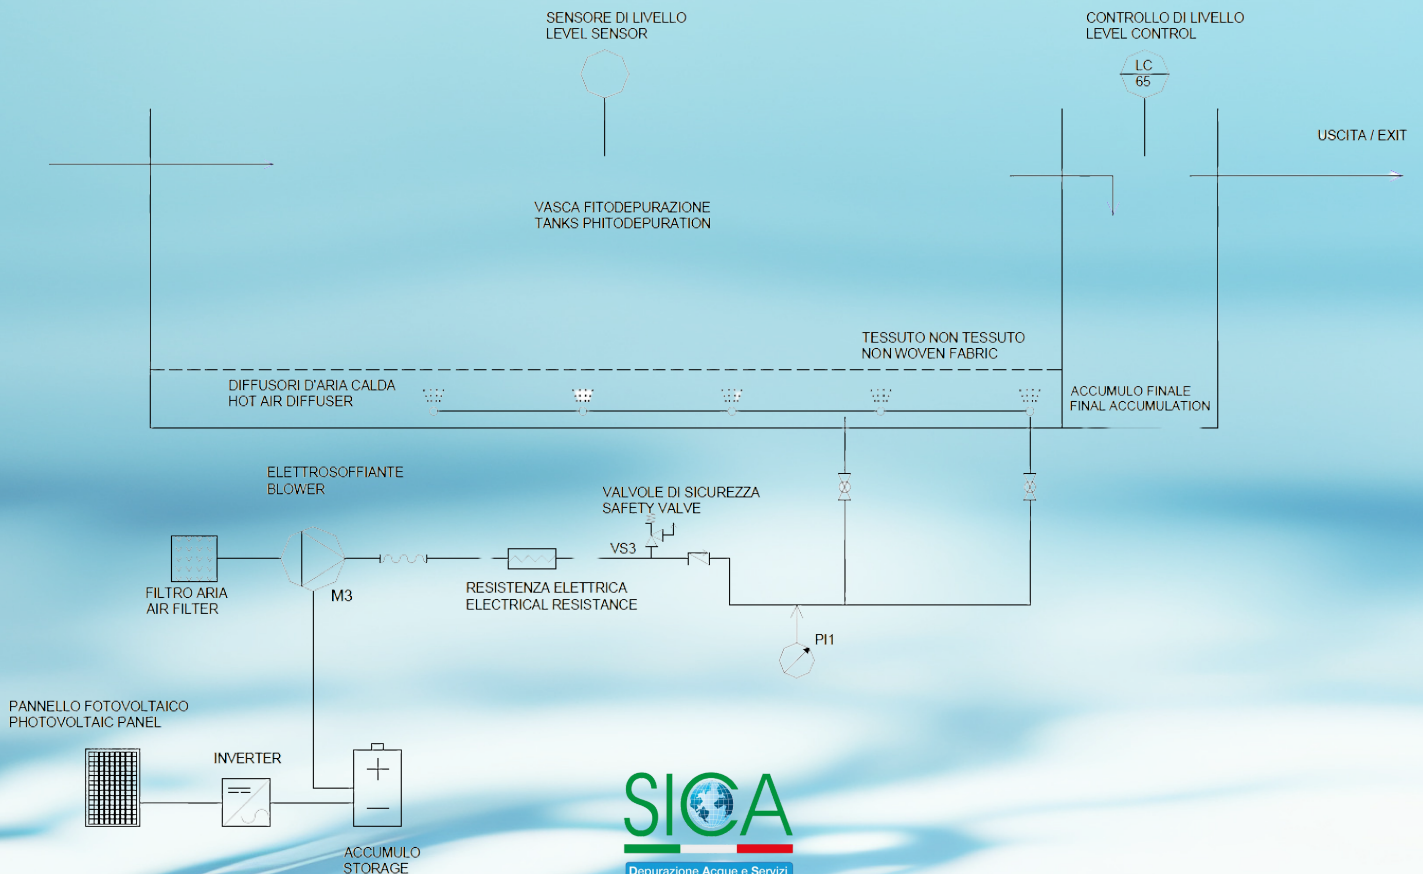 SENSORE DI LIVELLO
LEVEL SENSOR
CONTROLLO DI LIVELLO
LEVEL CONTROL
LC
65
USCITA / EXIT
VASCA FITODEPURAZIONE
TANKS PHITODEPURATION
TESSUTO NON TESSUTO
NON WOVEN FABRIC
DIFFUSORI D'ARIA CALDA
HOT AIR DIFFUSER
ACCUMULO FINALE
FINAL ACCUMULATION
ELETTROSOFFIANTE
BLOWER
VALVOLE DI SICUREZZA
SAFETY VALVE
VS3
FILTRO ARIA
AIR FILTER
M3
RESISTENZA ELETTRICA
ELECTRICAL RESISTANCE
PI1
PANNELLO FOTOVOLTAICO
PHOTOVOLTAIC PANEL
INVERTER
ACCUMULO
STORAGE
SICA
Depurazione Acque e Servizi